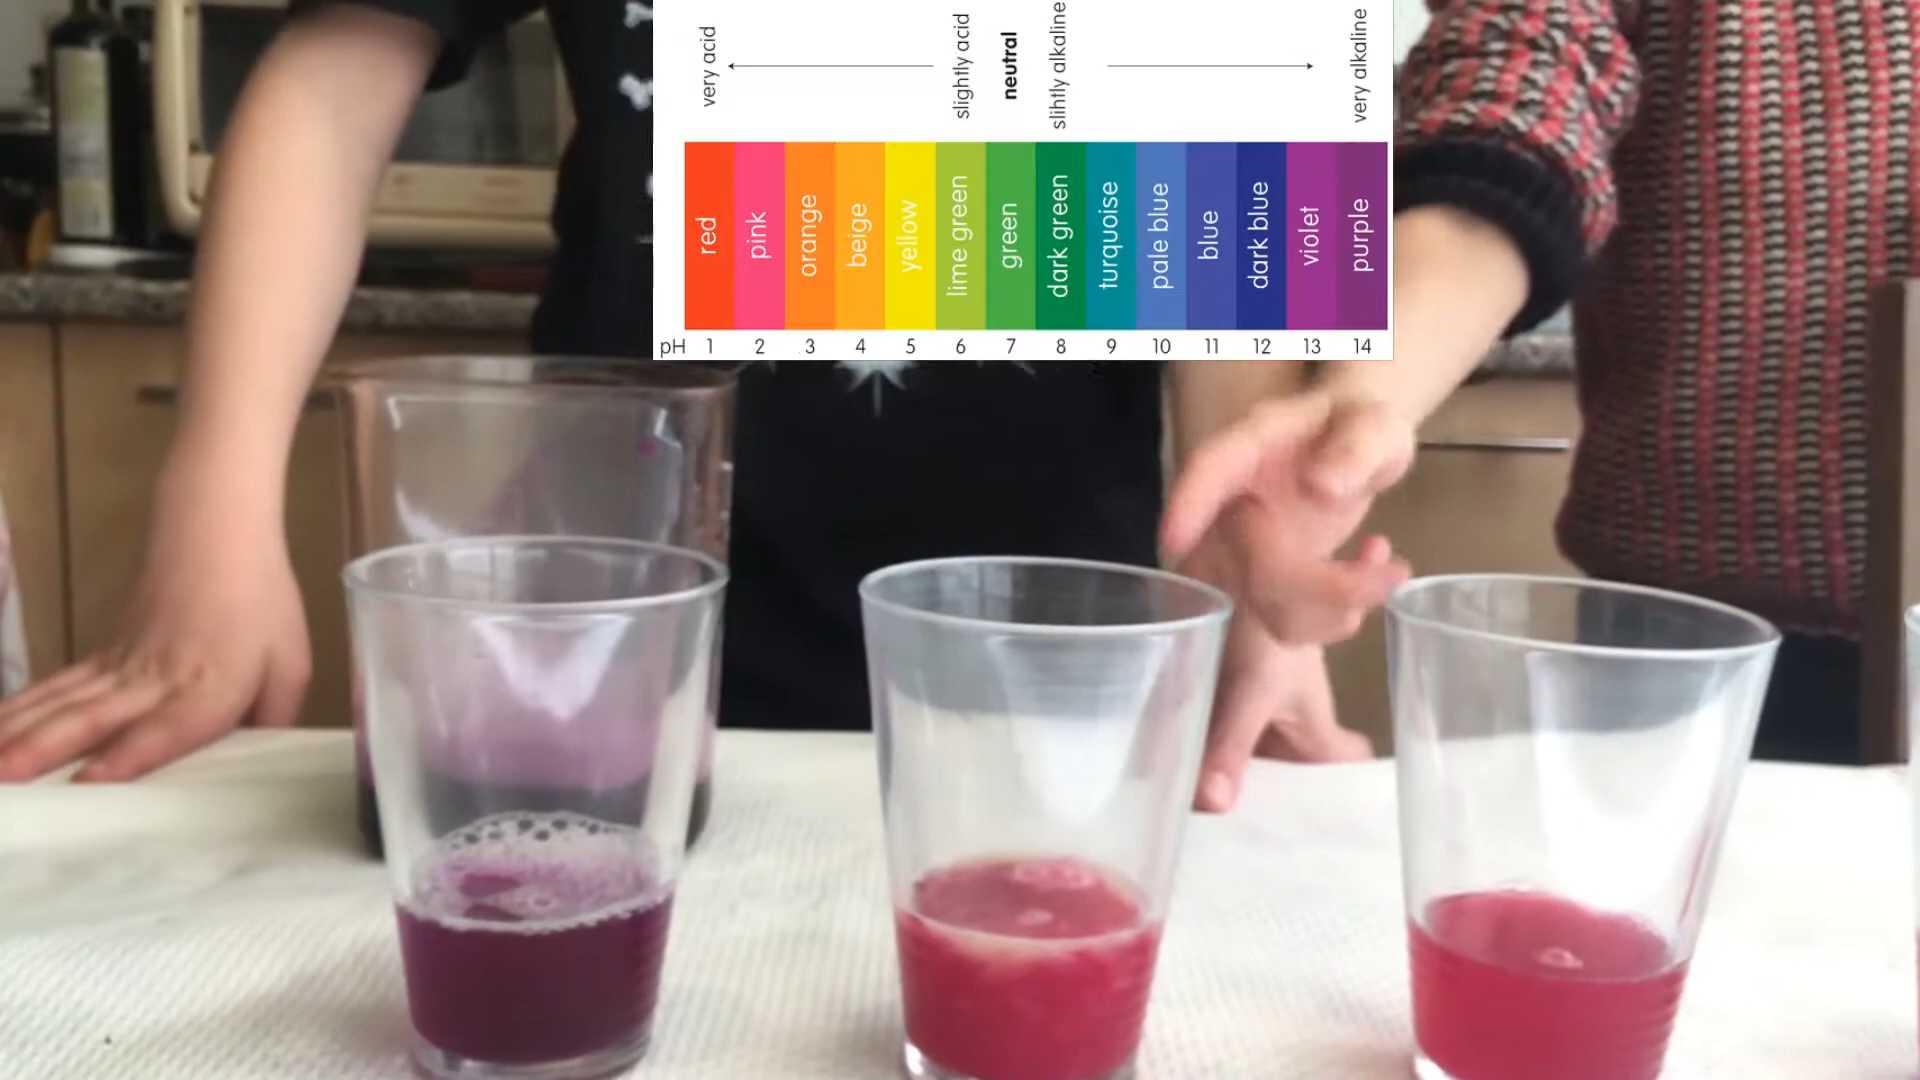 very acid
slightly acid
neutral
slihtly alkaline
very alkaline
red
pink
orange
beige
yellow
lime green
green
dark green
turquoise
pale blue
blue
dark blue
violet
purple
pH 1 2 3 4 5 6 7 8 9 10 11 12 13 14